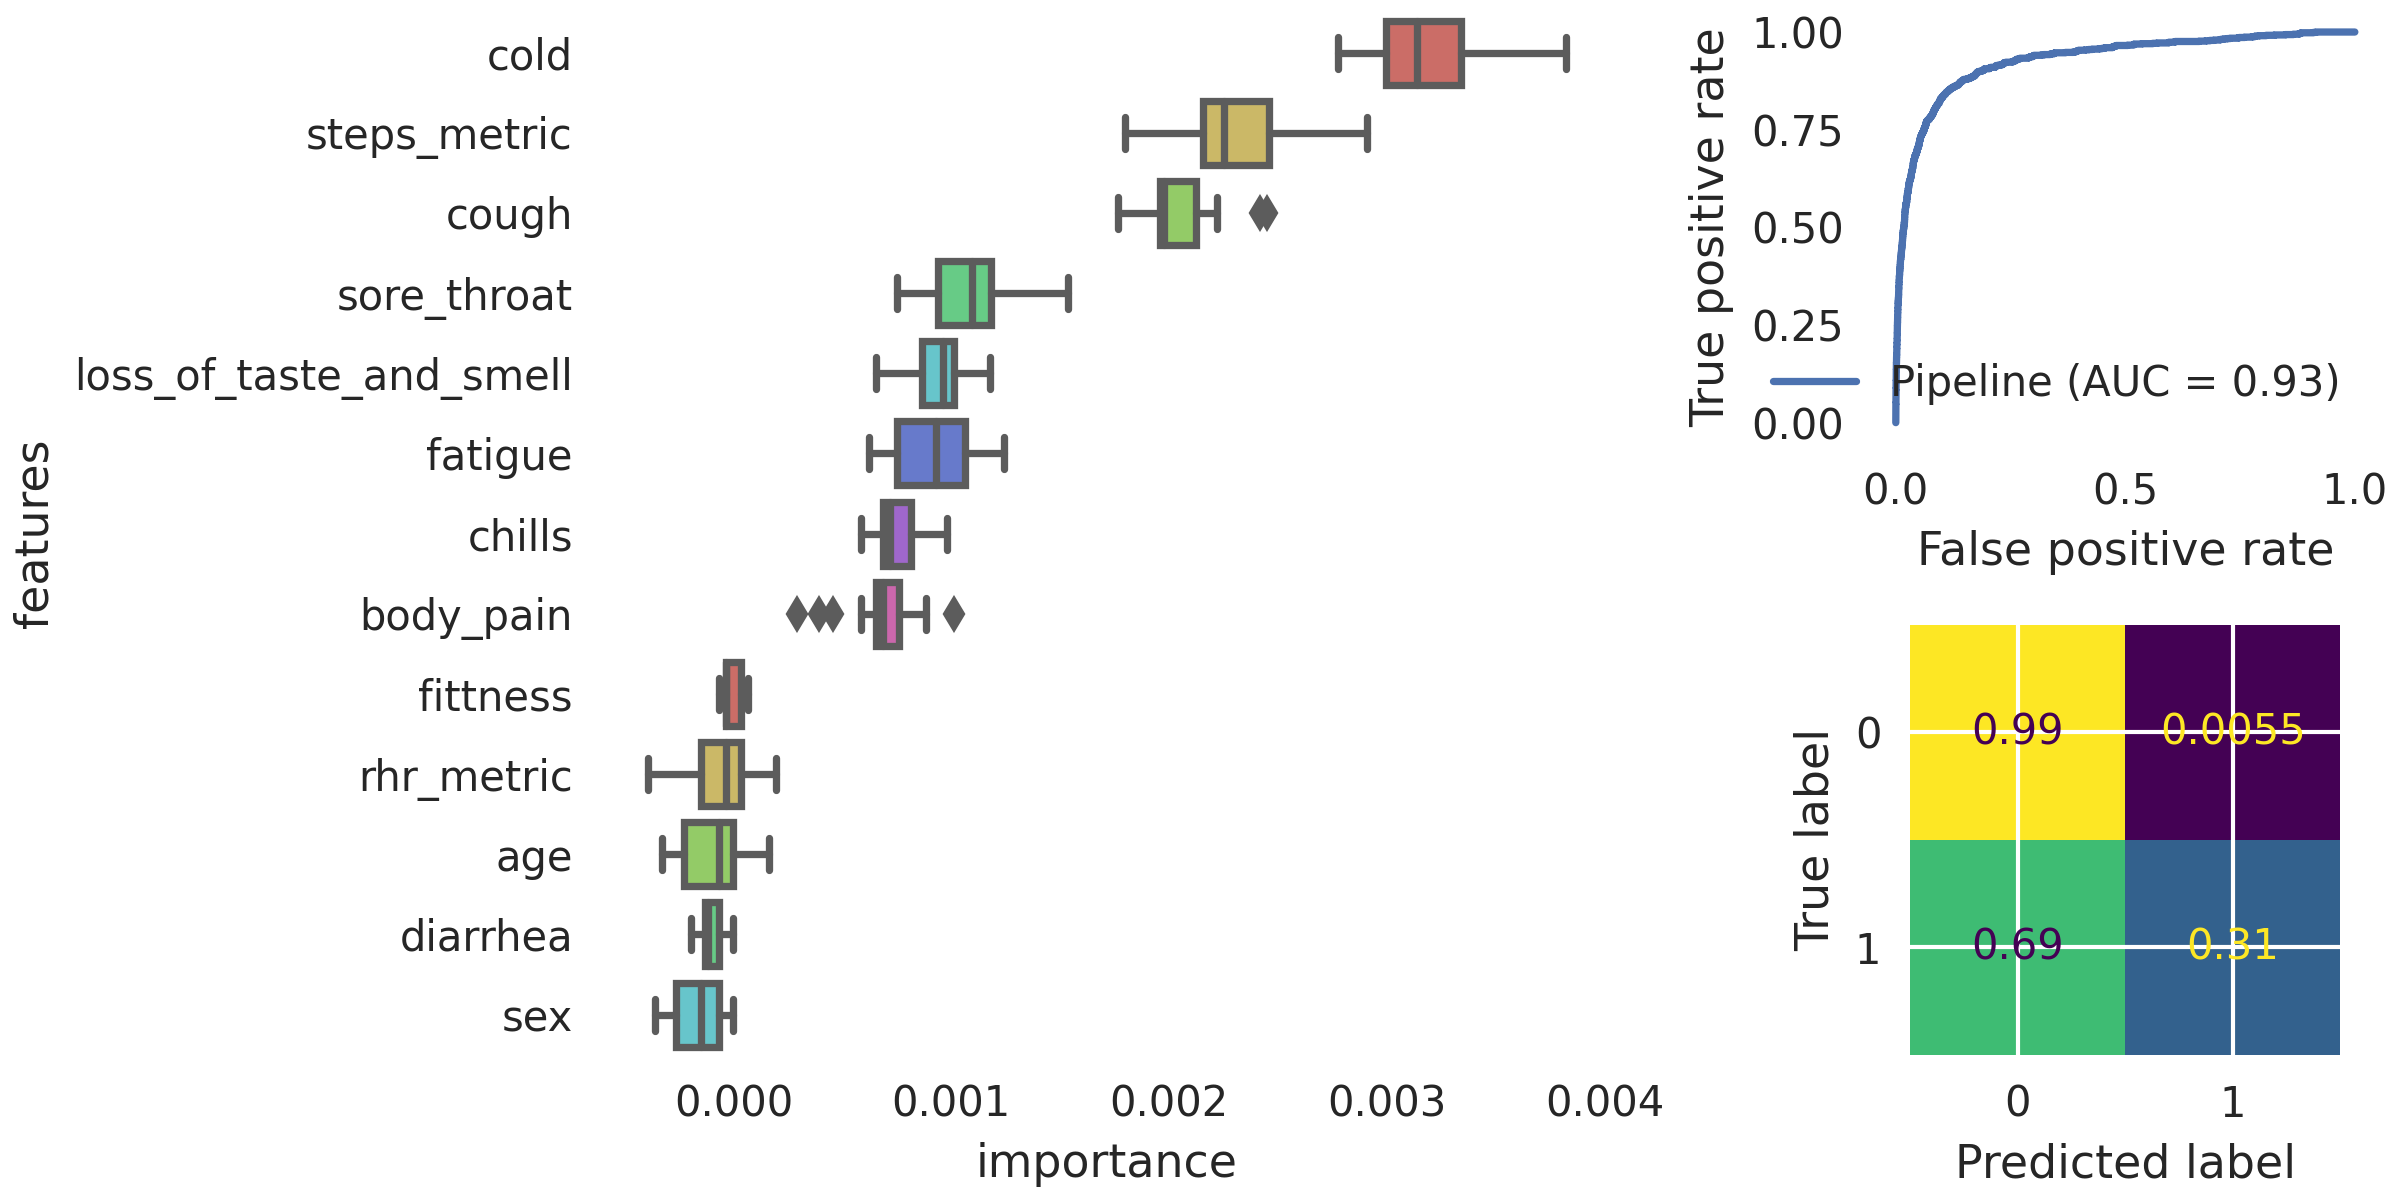 features
cold
steps_metric
cough
sore_throat
loss_of_taste_and_smell
fatigue
chills
body_pain
fittness
rhr_metric
age
diarrhea
sex
0.000 0.001 0.002 0.003 0.004
importance
True positive rate
1.00
0.75
0.50
0.25
0.00
Pipeline (AUC = 0.93)
0.0 0.5 1.0
False positive rate
True label
0
1
0.99 0.0055
0.69 0.31
0 1
Predicted label